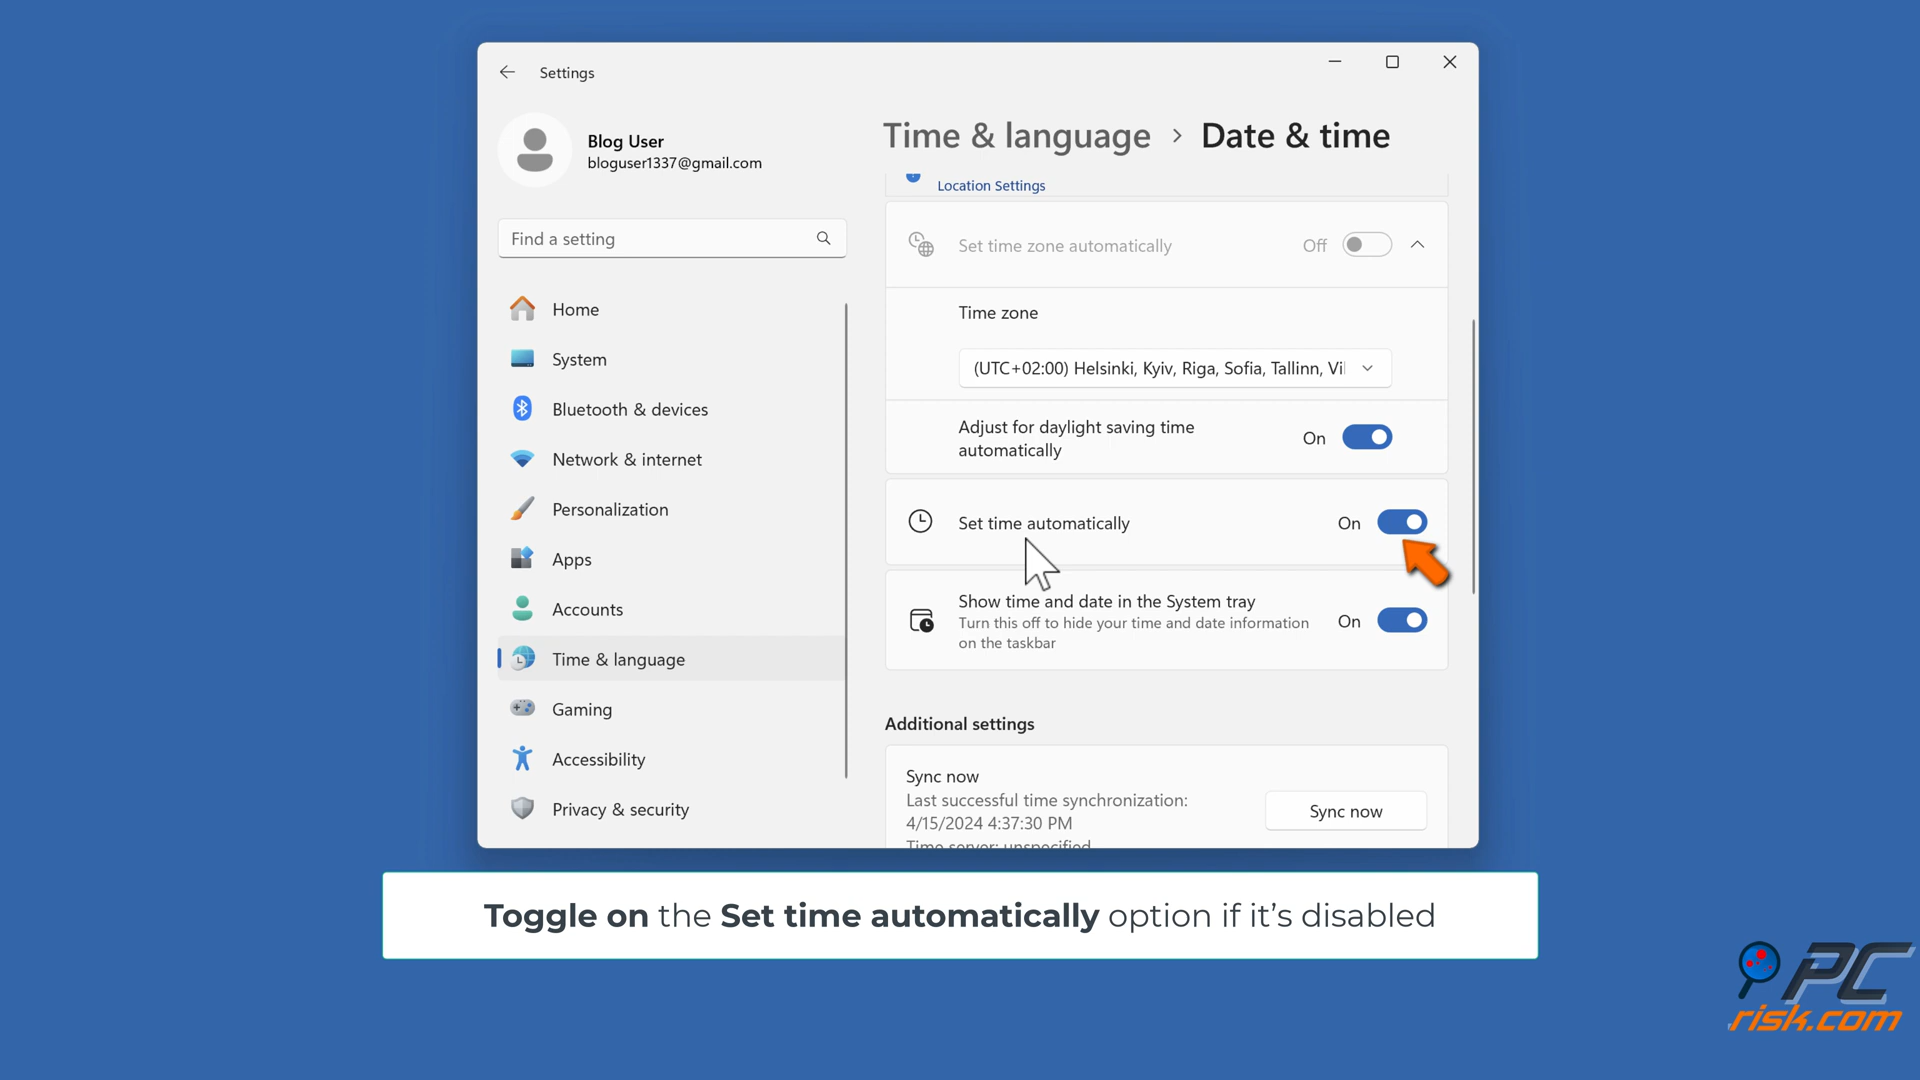 Settings
Blog User
bloguser1337@gmail.com
Find a setting
Home
System
Bluetooth & devices
Network & internet
Personalization
Apps
Accounts
Time & language
Gaming
Accessibility
Privacy & security
Time & language > Date & time
Location Settings
Set time zone automatically Off
Time zone
(UTC+02:00) Helsinki, Kyiv, Riga, Sofia, Tallinn, Vil
Adjust for daylight saving time
automatically
On
Set time automatically On
Show time and date in the System tray
Turn this off to hide your time and date information
on the taskbar
On
Additional settings
Sync now
Last successful time synchronization:
4/15/2024 4:37:30 PM
Time server: unspecified
Sync now
Toggle on the Set time automatically option if it’s disabled
PC
risk.com